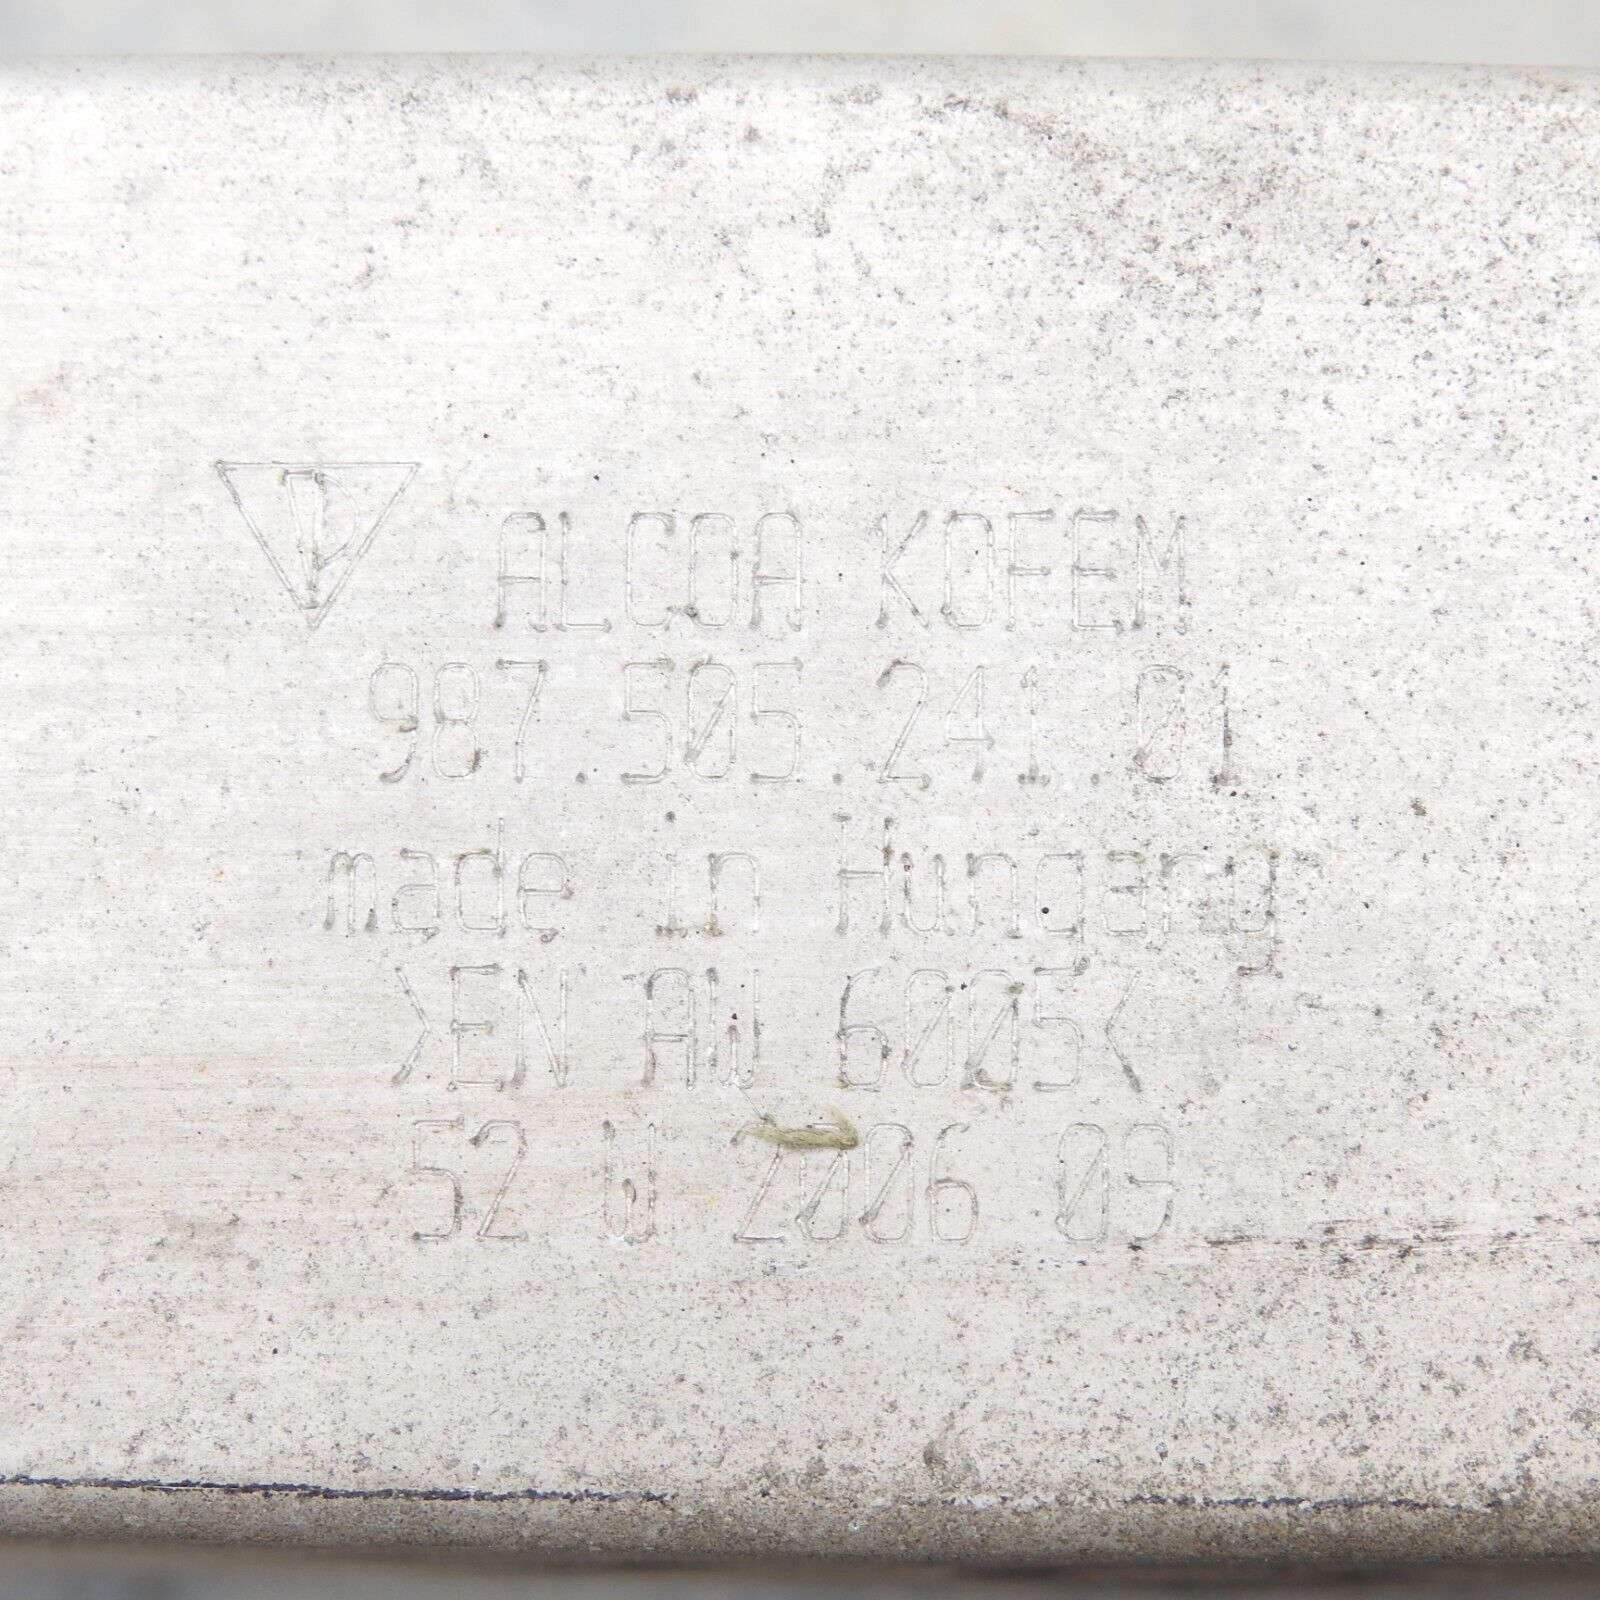 ALCOA KOFEM
987.505.241.01
made in Hungary
>EN AW 6005<
52 W 2006 09